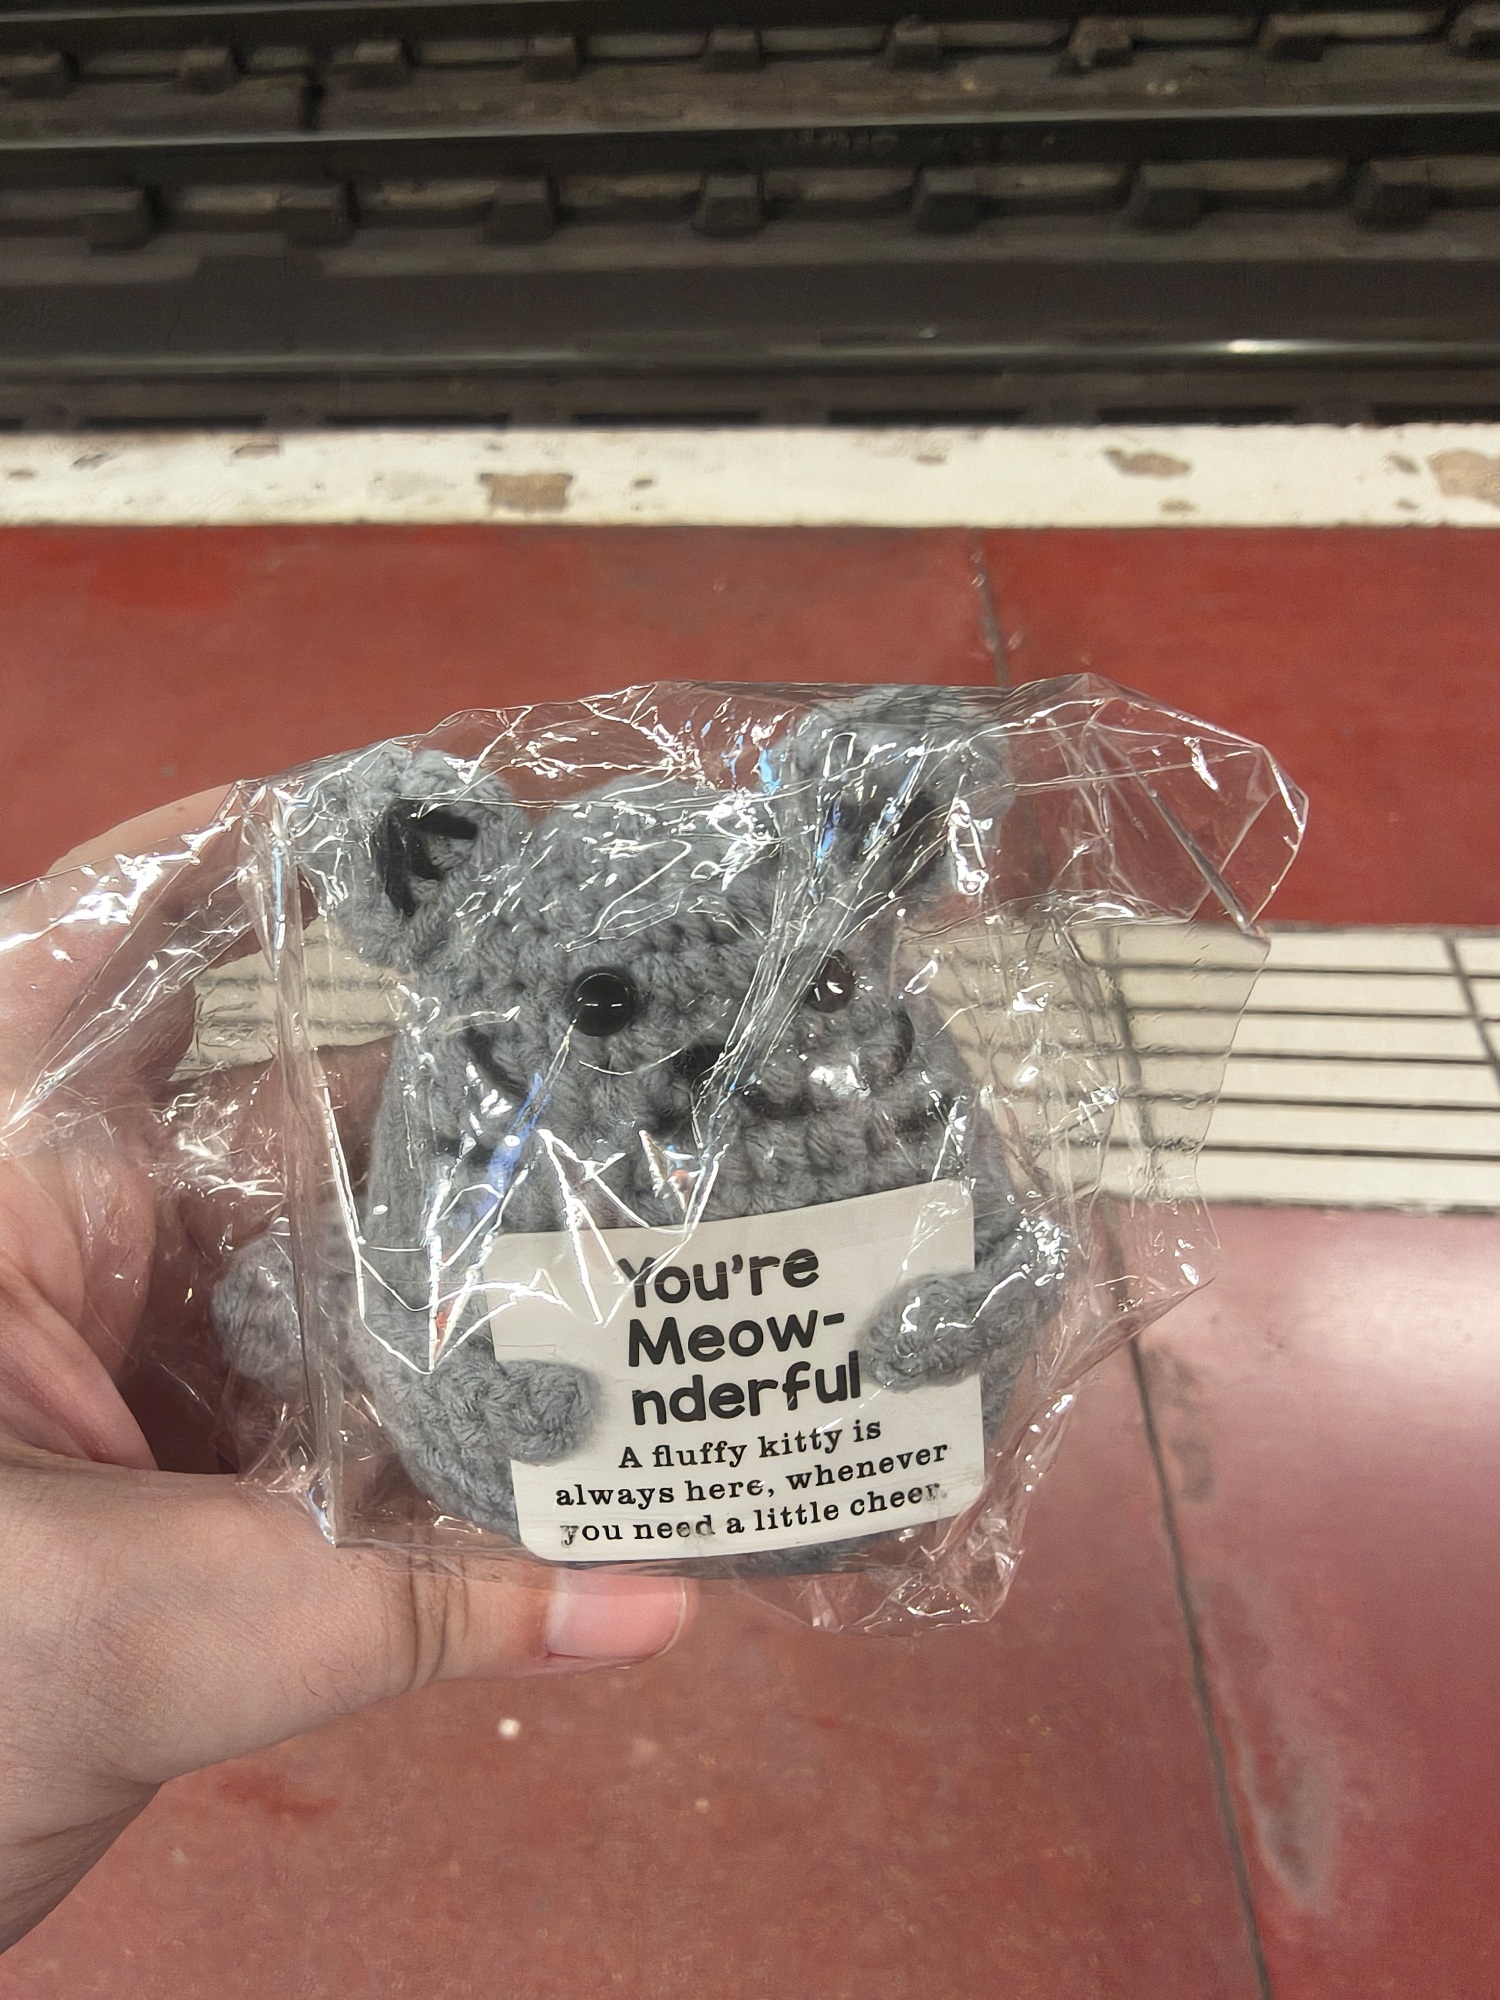 You're
Meow-
nderful
A fluffy kitty is
always here, whenever
you need a little cheer.